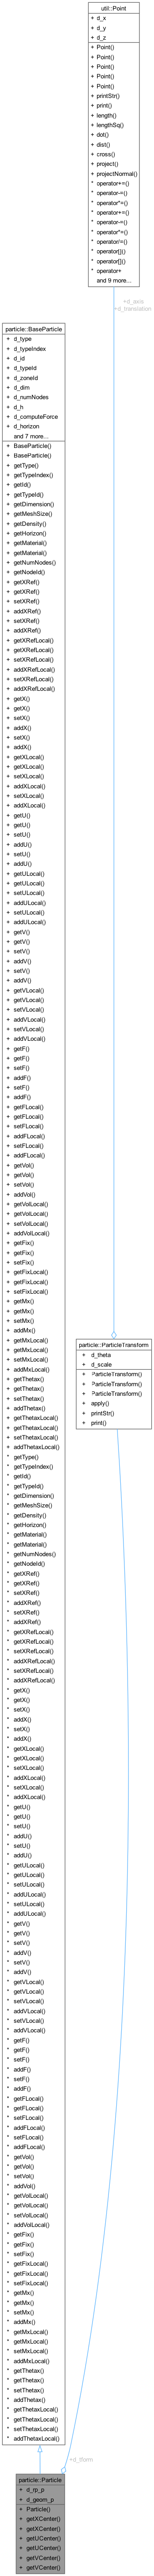 util::Point
+ d_x
+ d_y
+ d_z
+ Point()
+ Point()
+ Point()
+ Point()
+ Point()
+ printStr()
+ print()
+ length()
+ lengthSq()
+ dot()
+ dist()
+ cross()
+ project()
+ projectNormal()
* operator+=()
* operator-=()
* operator*=()
+ operator+=()
* operator-=()
* operator*=()
* operator/=()
* operator[]()
* operator[]()
* operator+
and 9 more...
+d_axis
+d_translation
particle::BaseParticle
+ d_type
+ d_typeIndex
+ d_id
+ d_typeId
+ d_zoneId
+ d_dim
+ d_numNodes
+ d_h
+ d_computeForce
+ d_horizon
and 7 more...
+ BaseParticle()
+ BaseParticle()
+ getType()
+ getTypeIndex()
+ getId()
+ getTypeId()
+ getDimension()
+ getMeshSize()
+ getDensity()
+ getHorizon()
+ getMaterial()
+ getMaterial()
+ getNumNodes()
+ getNodeId()
+ getXRef()
+ getXRef()
+ setXRef()
+ addXRef()
+ setXRef()
+ addXRef()
+ getXRefLocal()
+ getXRefLocal()
+ setXRefLocal()
+ addXRefLocal()
+ setXRefLocal()
+ addXRefLocal()
+ getX()
+ getX()
+ setX()
+ addX()
+ setX()
+ addX()
+ getXLocal()
+ getXLocal()
+ setXLocal()
+ addXLocal()
+ setXLocal()
+ addXLocal()
+ getU()
+ getU()
+ setU()
+ addU()
+ setU()
+ addU()
+ getULocal()
+ getULocal()
+ setULocal()
+ addULocal()
+ setULocal()
+ addULocal()
+ getV()
+ getV()
+ setV()
+ addV()
+ setV()
+ addV()
+ getVLocal()
+ getVLocal()
+ setVLocal()
+ addVLocal()
+ setVLocal()
+ addVLocal()
+ getF()
+ getF()
+ setF()
+ addF()
+ setF()
+ addF()
+ getFLocal()
+ getFLocal()
+ setFLocal()
+ addFLocal()
+ setFLocal()
+ addFLocal()
+ getVol()
+ getVol()
+ setVol()
+ addVol()
+ getVolLocal()
+ getVolLocal()
+ setVolLocal()
+ addVolLocal()
+ getFix()
+ getFix()
+ setFix()
+ getFixLocal()
+ getFixLocal()
+ setFixLocal()
+ getMx()
+ getMx()
+ setMx()
+ addMx()
+ getMxLocal()
+ getMxLocal()
+ setMxLocal()
+ addMxLocal()
+ getThetax()
+ getThetax()
+ setThetax()
+ addThetax()
+ getThetaxLocal()
+ getThetaxLocal()
+ setThetaxLocal()
+ addThetaxLocal()
* getType()
* getTypeIndex()
* getId()
* getTypeId()
* getDimension()
* getMeshSize()
* getDensity()
* getHorizon()
* getMaterial()
* getMaterial()
* getNumNodes()
* getNodeId()
* getXRef()
* getXRef()
* setXRef()
* addXRef()
* setXRef()
* addXRef()
* getXRefLocal()
* getXRefLocal()
* setXRefLocal()
* addXRefLocal()
* setXRefLocal()
* addXRefLocal()
* getX()
* getX()
* setX()
* addX()
* setX()
* addX()
* getXLocal()
* getXLocal()
* setXLocal()
* addXLocal()
* setXLocal()
* addXLocal()
* getU()
* getU()
* setU()
* addU()
* setU()
* addU()
* getULocal()
* getULocal()
* setULocal()
* addULocal()
* setULocal()
* addULocal()
* getV()
* getV()
* setV()
* addV()
* setV()
* addV()
* getVLocal()
* getVLocal()
* setVLocal()
* addVLocal()
* setVLocal()
* addVLocal()
* getF()
* getF()
* setF()
* addF()
* setF()
* addF()
* getFLocal()
* getFLocal()
* setFLocal()
* addFLocal()
* setFLocal()
* addFLocal()
* getVol()
* getVol()
* setVol()
* addVol()
* getVolLocal()
* getVolLocal()
* setVolLocal()
* addVolLocal()
* getFix()
* getFix()
* setFix()
* getFixLocal()
* getFixLocal()
* setFixLocal()
* getMx()
* getMx()
* setMx()
* addMx()
* getMxLocal()
* getMxLocal()
* setMxLocal()
* addMxLocal()
* getThetax()
* getThetax()
* setThetax()
* addThetax()
* getThetaxLocal()
* getThetaxLocal()
* setThetaxLocal()
* addThetaxLocal()
particle::ParticleTransform
+ d_theta
+ d_scale
+ ParticleTransform()
+ ParticleTransform()
+ ParticleTransform()
+ apply()
+ printStr()
+ print()
+d_tform
particle::Particle
+ d_rp_p
+ d_geom_p
+ Particle()
+ getXCenter()
+ getXCenter()
+ getUCenter()
+ getUCenter()
+ getVCenter()
+ getVCenter()